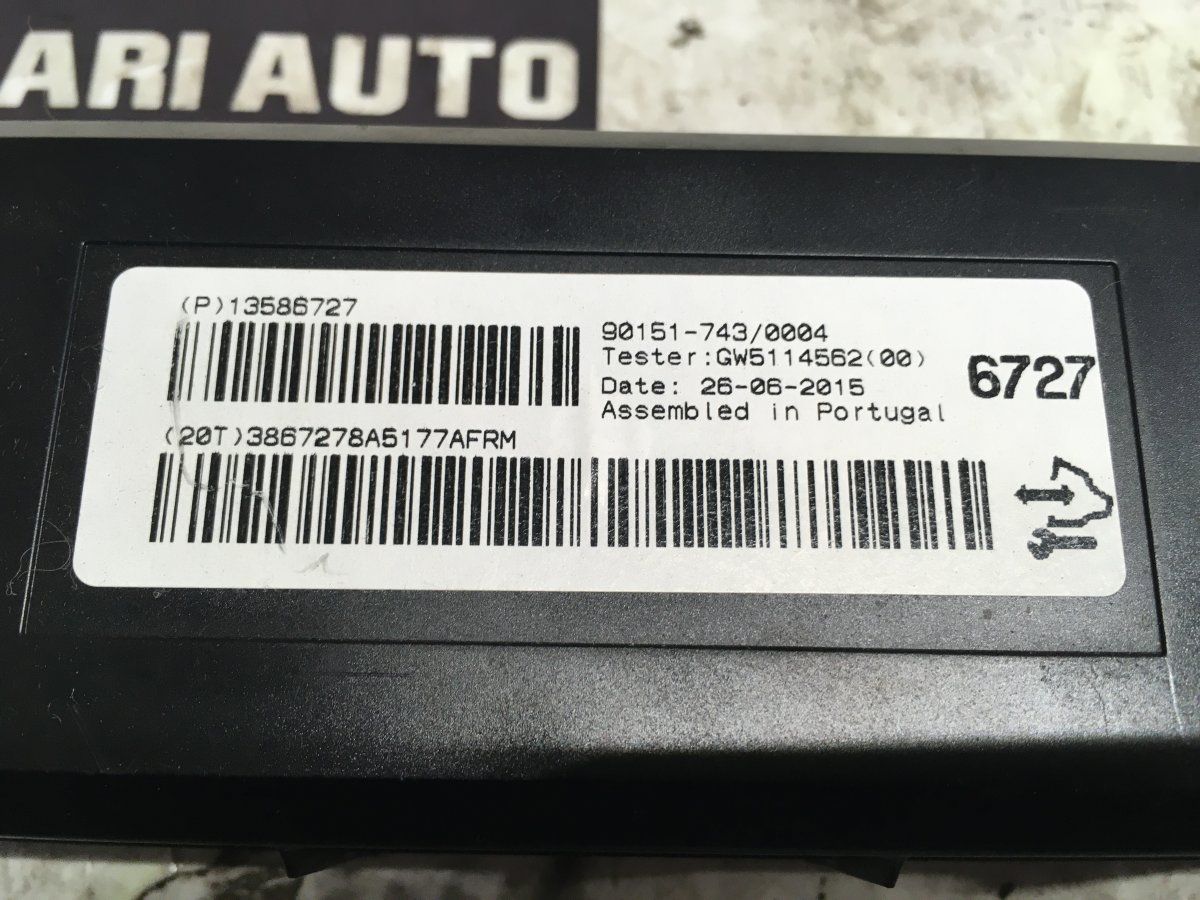 ARI AUTO
(P)13586727
90151-743/0004
Tester:GW5114562(00)
Date: 26-06-2015
Assembled in Portugal
6727
(20T)3867278A5177AFRM